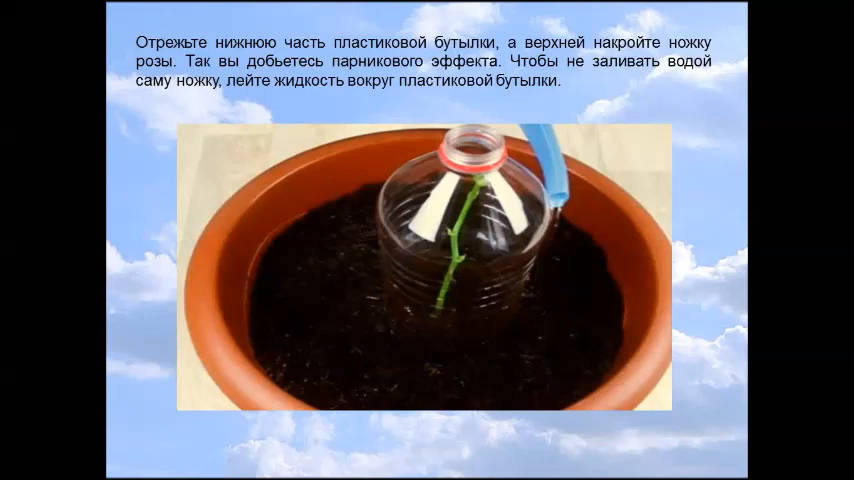 Отрежьте нижнюю часть пластиковой бутылки, а верхней накройте ножку
розы. Так вы добьетесь парникового эффекта. Чтобы не заливать водой
саму ножку, лейте жидкость вокруг пластиковой бутылки.